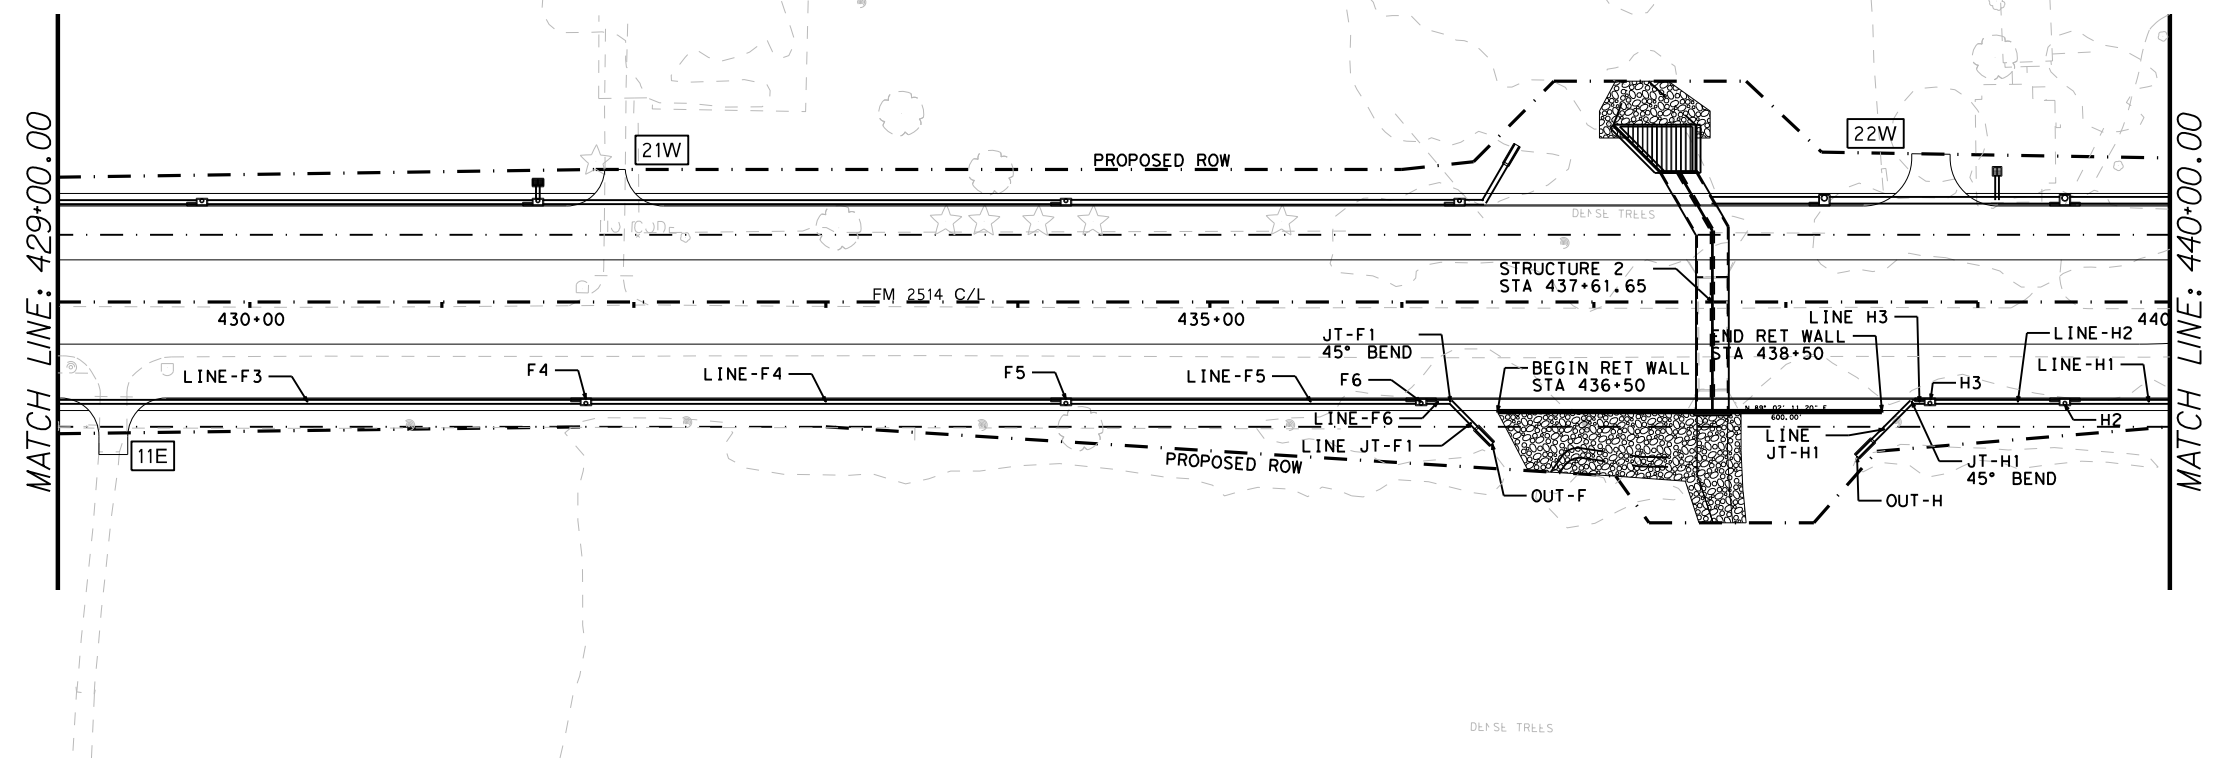 MATCH LINE: 429+00.00
21W
PROPOSED ROW
22W
MATCH LINE: 440+00.00
DENSE TREES
STRUCTURE 2
STA 437+61.65
FM 2514 C/L
430+00
435+00
440
LINE H3
JT-F1
45° BEND
END RET WALL
STA 438+50
LINE-H2
LINE-H1
LINE-F3
F4
LINE-F4
F5
LINE-F5
F6
BEGIN RET WALL
STA 436+50
H3
LINE-F6
600.00'
H2
LINE JT-F1
LINE
JT-H1
11E
PROPOSED ROW
JT-H1
45° BEND
OUT-F
OUT-H
DENSE TREES